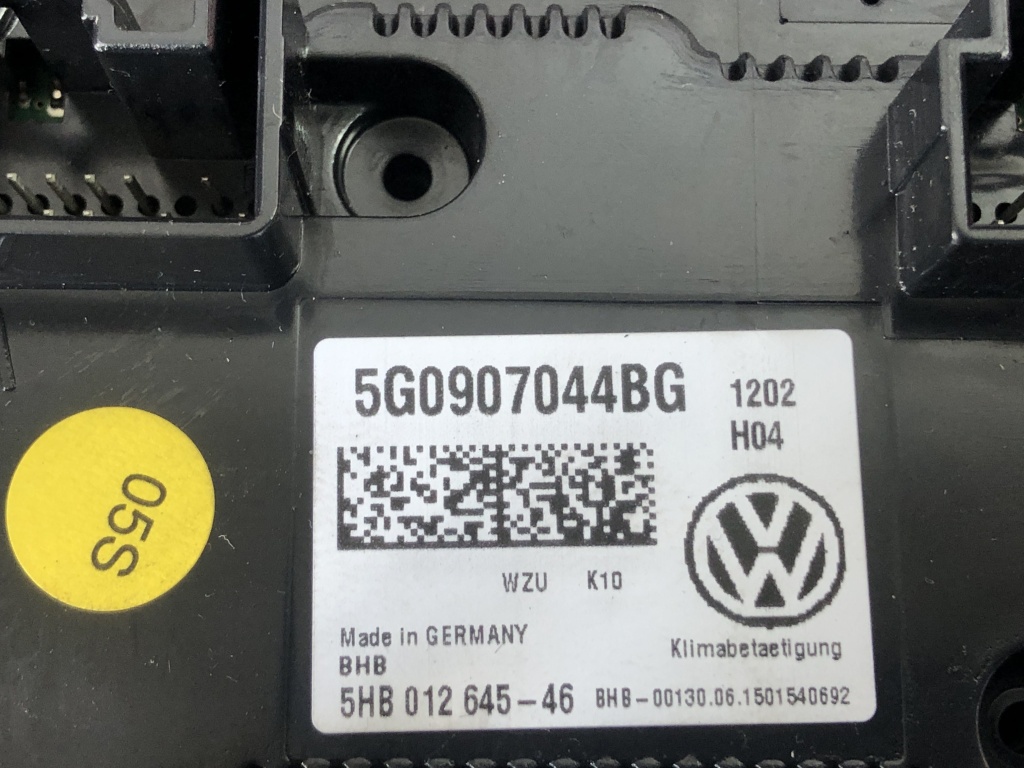 5G0907044BG
1202
H04
WZU K10
Made in GERMANY
BHB
Klimabetaetigung
5HB 012 645-46
BHB-00130.06.1501540692
05S